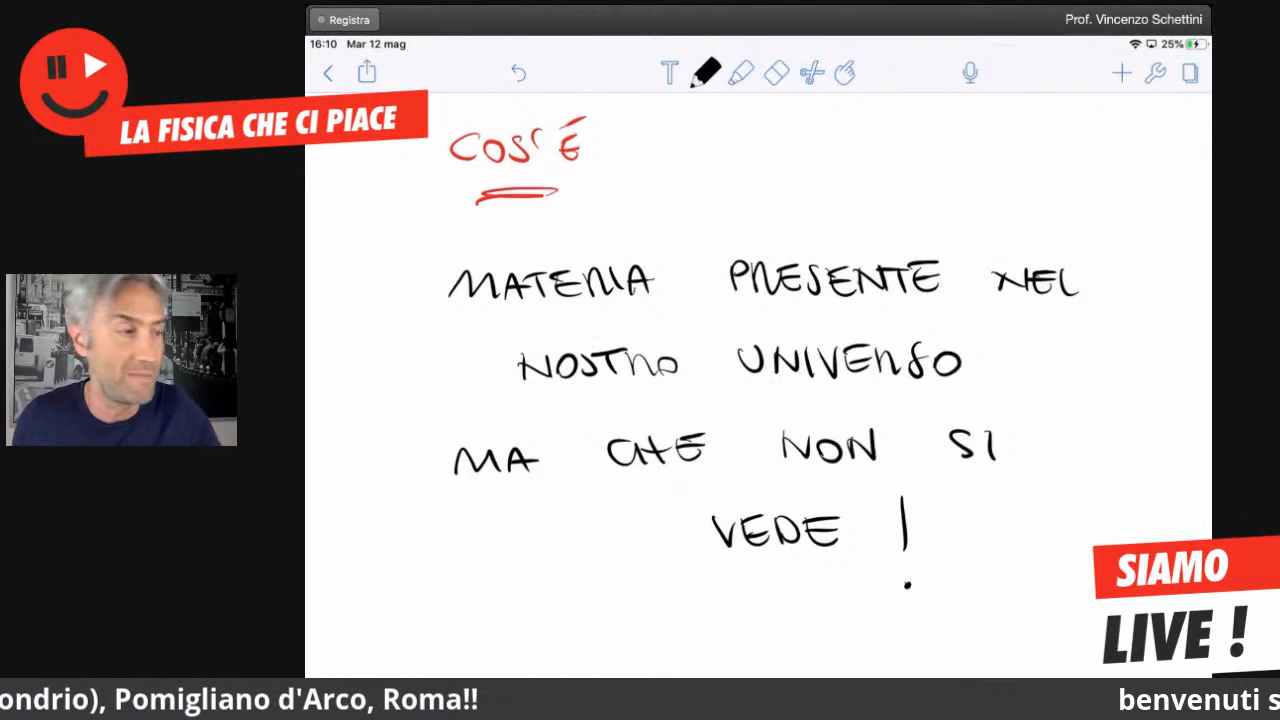 Registra
Prof. Vincenzo Schettini
16:10 Mar 12 mag
25%
LA FISICA CHE CI PIACE
COS'É
MATERIA PRESENTE NEL
NOSTRO UNIVERSO
MA CHE NON SI
VEDE !
SIAMO
LIVE !
ondrio), Pomigliano d'Arco, Roma!!
benvenuti s